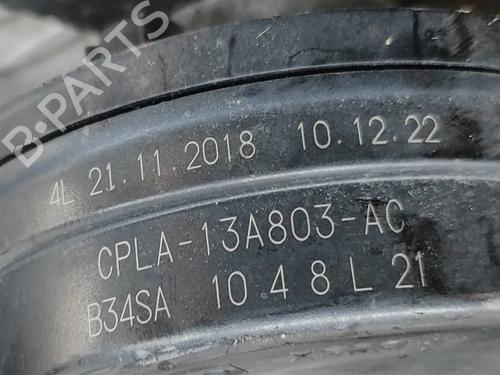 B-PARTS
4L 21.11.2018 10.12.22
CPLA-13A803-AC
B34SA 10 4 8 L 21